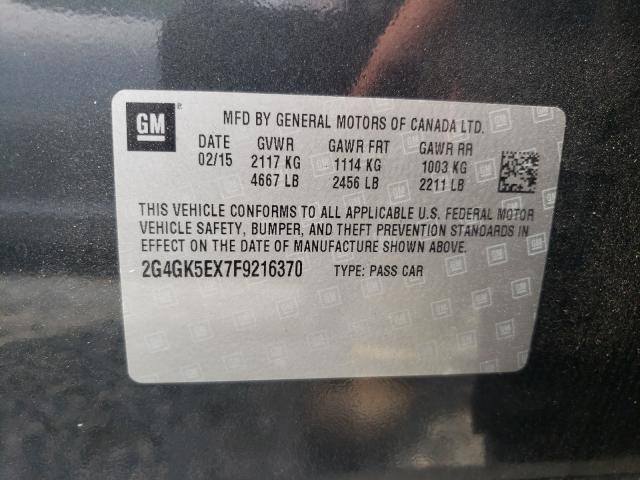 GM
MFD BY GENERAL MOTORS OF CANADA LTD.
DATE GVWR GAWR FRT GAWR RR
02/15 2117 KG 1114 KG 1003 KG
4667 LB 2456 LB 2211 LB
THIS VEHICLE CONFORMS TO ALL APPLICABLE U.S. FEDERAL MOTOR
VEHICLE SAFETY, BUMPER, AND THEFT PREVENTION STANDARDS IN
EFFECT ON THE DATE OF MANUFACTURE SHOWN ABOVE.
2G4GK5EX7F9216370 TYPE: PASS CAR